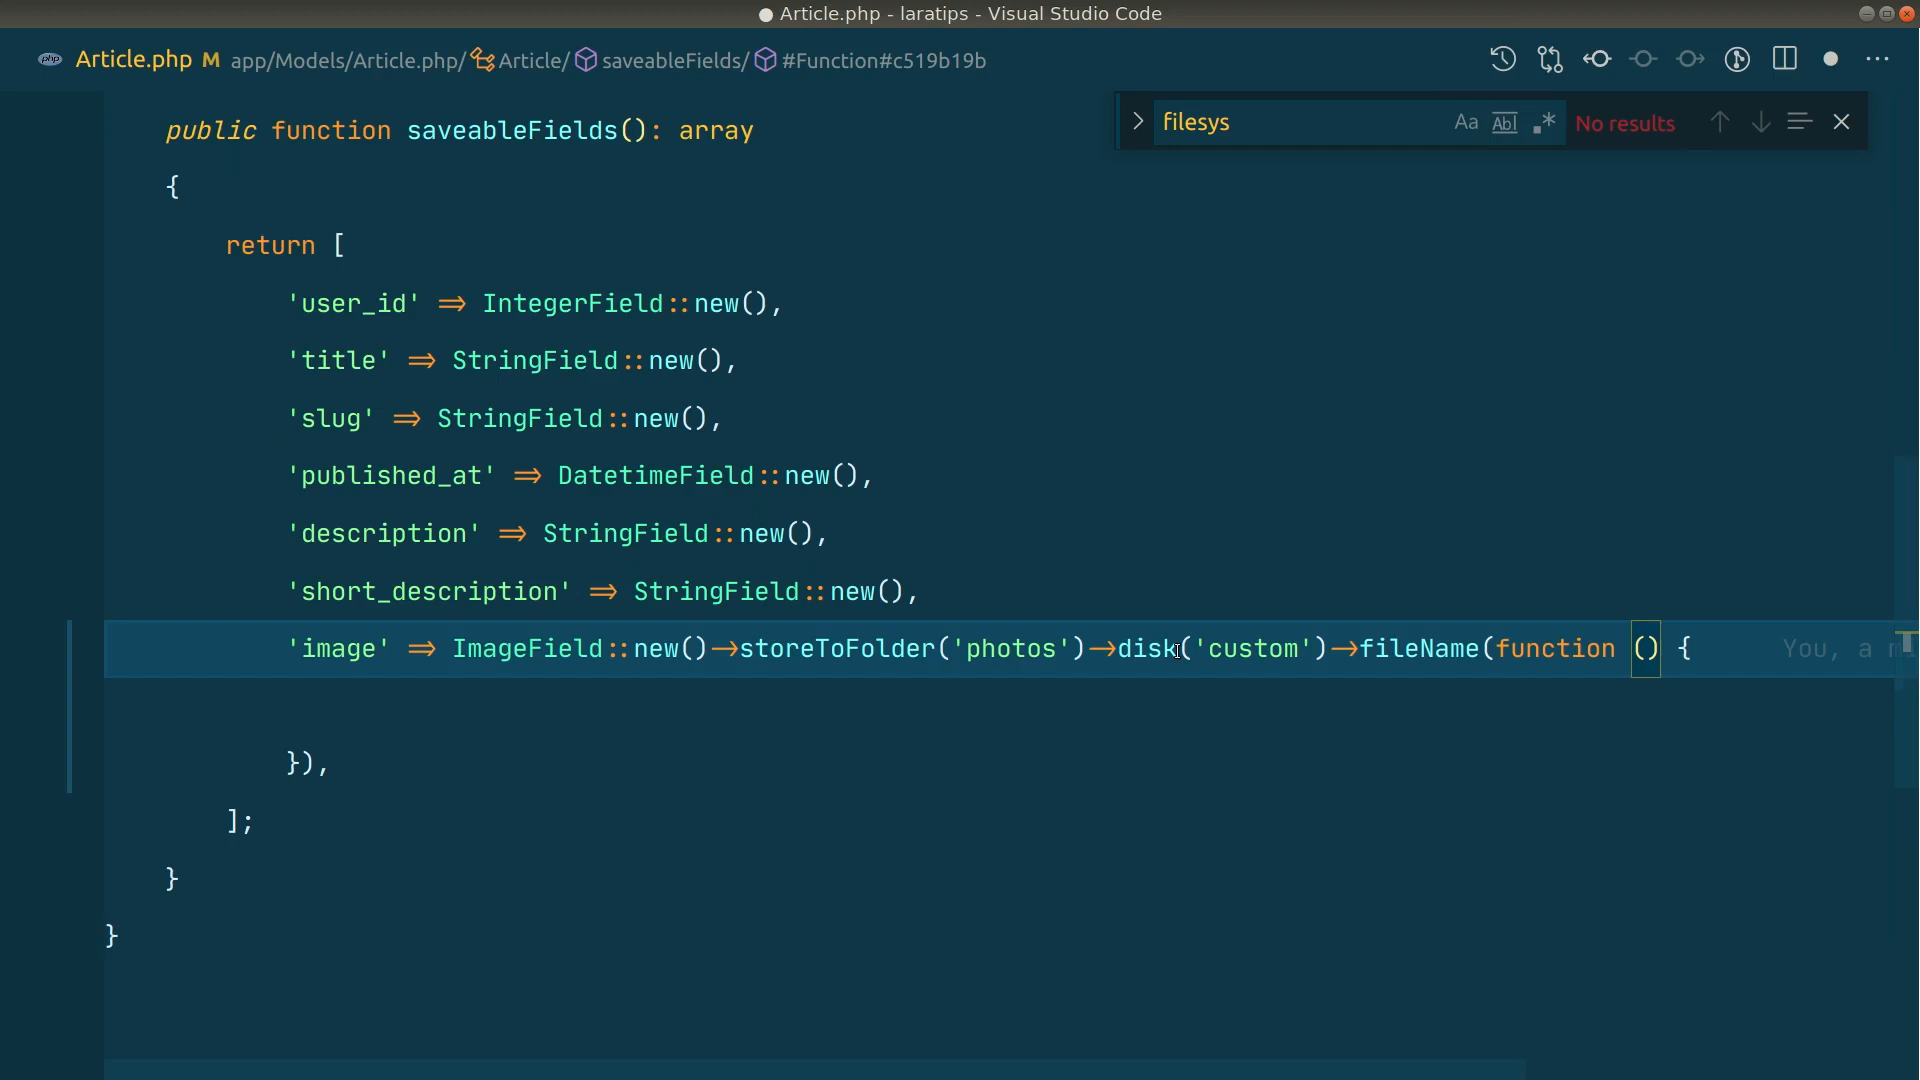 Article.php - laratips - Visual Studio Code
php Article.php M app/Models/Article.php/ Article/ saveableFields/ #Function#c519b19b
filesys Aa Abl .* No results
public function saveableFields(): array
{
return [
'user_id' => IntegerField::new(),
'title' => StringField::new(),
'slug' => StringField::new(),
'published_at' => DatetimeField::new(),
'description' => StringField::new(),
'short_description' => StringField::new(),
'image' => ImageField::new()->storeToFolder('photos')->disk('custom')->fileName(function () { You, a
}),
];
}
}